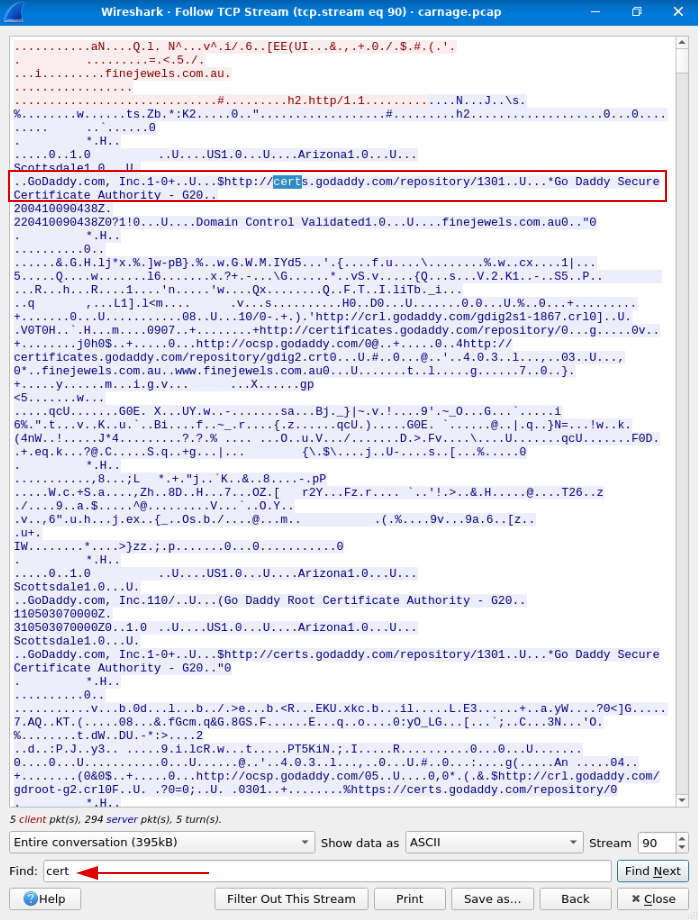 Wireshark · Follow TCP Stream (tcp.stream eq 90) · carnage.pcap
...........aN....Q.l. N^...v^.i/.6..[EE(UI...&.,.+.0./.$.#.(.'.
. .........=.<.5./.
...i.........finejewels.com.au.
.................
.............................#.........h2.http/1.1.............N...J..\s.
%........w......ts.Zb.*:K2.....0.."..................#.........h2...................0...0....
..... ..`......0
. *.H..
.....0..1.0 ..U....US1.0...U....Arizona1.0...U...
Scottsdale1.0...U.
..GoDaddy.com, Inc.1-0+..U...$http://certs.godaddy.com/repository/1301..U...*Go Daddy Secure
Certificate Authority - G20..
200410090438Z.
220410090438Z0?1!0...U....Domain Control Validated1.0...U....finejewels.com.au0.."0
. *.H..
..........0..
......&.G.H.lj*x.%.]w-pB}.%..w.G.W.M.IYd5...'.{....f.u....\........%.w..cx....1|...
5.....Q....w......l6.......x.?+.-...\G......*..vS.v.....{Q...s...V.2.K1..-..S5..P..
...R...h...R....1....'n.....'w....Qx........Q..F.T..I.liTb._i...
..q ,...L1].l<m.... .v...s..........H0..D0...U.......0.0...U.%..0...+.........
+.......0...U...........08...U...10/0-.+.).'http://crl.godaddy.com/gdig2s1-1867.crl0]..U.
.V0T0H..`.H...m....0907..+........+http://certificates.godaddy.com/repository/0...g.....0v..
+........j0h0$..+.....0...http://ocsp.godaddy.com/0@..+.....0..4http://
certificates.godaddy.com/repository/gdig2.crt0...U.#..0...@..'..4.0.3..l...,..03..U...,
0*..finejewels.com.au..www.finejewels.com.au0...U.......t..l.....g......7..0..}.
+.....y......m...i.g.v... ...X......gp
<5.......w...
.....qcU.......G0E. X...UY.w..-.......sa...Bj._}|~.v.!....9'.~_O...G...`.....i
6%.".t...v..K..u.`..Bi....f..~_.r....{.z......qcU.).....G0E. `......@..|.q..}N=...!w..k.
(4nW..!......J*4.........?.?.% .... ...O..u.V.../.......D.>.Fv....\....U.......qcU.......F0D.
.+.eq.k...?@.C.....S.q..+g...|... {\.$\....j..U-....s..[...%.....0
. *.H..
...........,8...;L *.+."j..`K..&..8....-.pP
.....W.c.+S.a....,Zh..8D..H...7...OZ.[ r2Y...Fz.r.... `..'!.>..&.H.....@....T26..z
./....9..a.$.....^@.........V...`..O.Y..
.v..,6".u.h...j.ex..{_..Os.b./....@...m.. .(.%....9v...9a.6..[z..
.u+.
IW........*....>}zz.;.p.......0...0...........0
. *.H..
.....0..1.0 ..U....US1.0...U....Arizona1.0...U...
Scottsdale1.0...U.
..GoDaddy.com, Inc.110/..U...(Go Daddy Root Certificate Authority - G20..
110503070000Z.
310503070000Z0..1.0 ..U....US1.0...U....Arizona1.0...U...
Scottsdale1.0...U.
..GoDaddy.com, Inc.1-0+..U...$http://certs.godaddy.com/repository/1301..U...*Go Daddy Secure
Certificate Authority - G20.."0
. *.H..
..........0..
...........v...b.0d...l...b../.>e...b.<R...EKU.xkc.b...il.....L.E3......+..a.yW....?0<]G.....
7.AQ..KT.(.....08...&.fGcm.q&G.8GS.F......E...q..o....0:yO_LG...[...`;..C...3N...'O.
%........t.dW..DU.-*:>....2
..d..:P.J..y3.. .....9.i.lcR.w...t.....PT5KiN.;.I.....R..........0...0...U.......
0....0...U...........0...U......@..'..4.0.3..l...,..0...U.#..0...:....g(.....An .....04..
+........(0&0$..+.....0...http://ocsp.godaddy.com/05..U....0,0*.(.&.$http://crl.godaddy.com/
gdroot-g2.crl0F..U. .?0=0;..U. .0301..+........%https://certs.godaddy.com/repository/0
. *.H..
5 client pkt(s), 294 server pkt(s), 5 turn(s).
Entire conversation (395kB) Show data as ASCII Stream 90
Find: cert Find Next
Help Filter Out This Stream Print Save as… Back Close